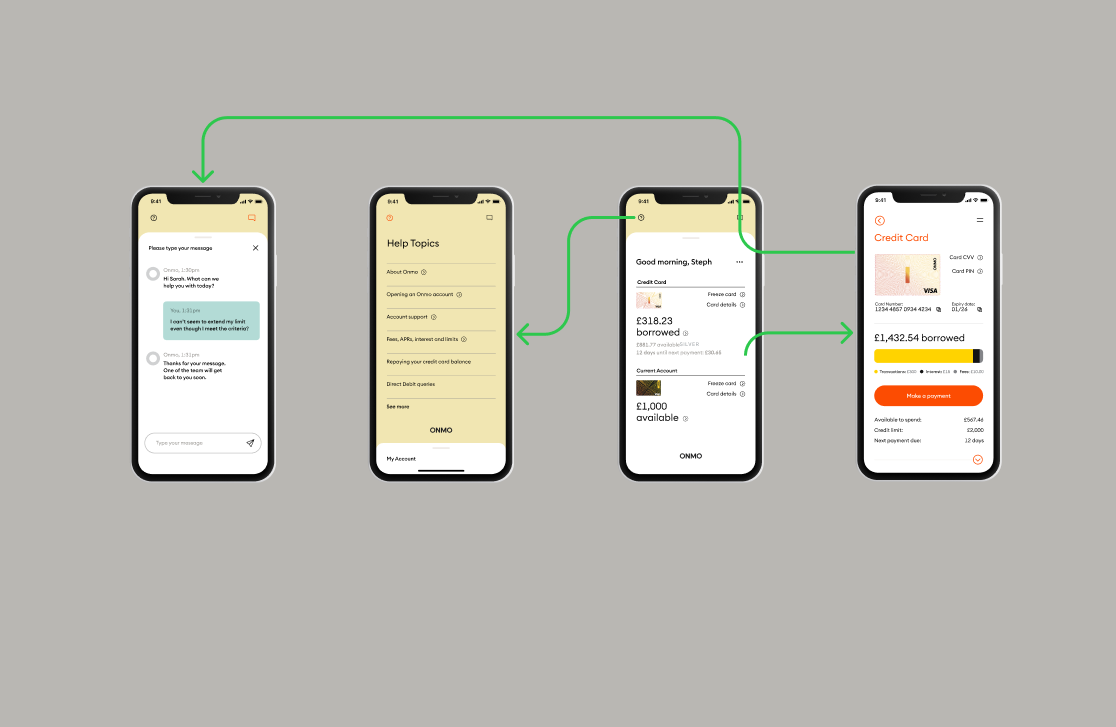 9:41
Please type your message
Onmo, 1:30pm
Hi Sarah. What can we
help you with today?
You, 1:31pm
I can't seem to extend my limit
even though I meet the criteria?
Onmo, 1:31pm
Thanks for your message.
One of the team will get
back to you soon.
Type your message
9:41
Help Topics
About Onmo
Opening an Onmo account
Account support
Fees, APRs, interest and limits
Repaying your credit card balance
Direct Debit queries
See more
ONMO
My Account
9:41
Good morning, Steph
Credit Card
Freeze card
Card details
£318.23
borrowed
£881.77 available SILVER
12 days until next payment: £30.65
Current Account
Freeze card
Card details
£1,000
available
ONMO
9:41
Credit Card
ONMO
VISA
Card CVV
Card PIN
Card Number:
1234 4857 0934 4234
Expiry date:
01/26
£1,432.54 borrowed
Transactions: £500
Interest: £15
Fees: £10.00
Make a payment
Available to spend: £567.46
Credit limit: £2,000
Next payment due: 12 days